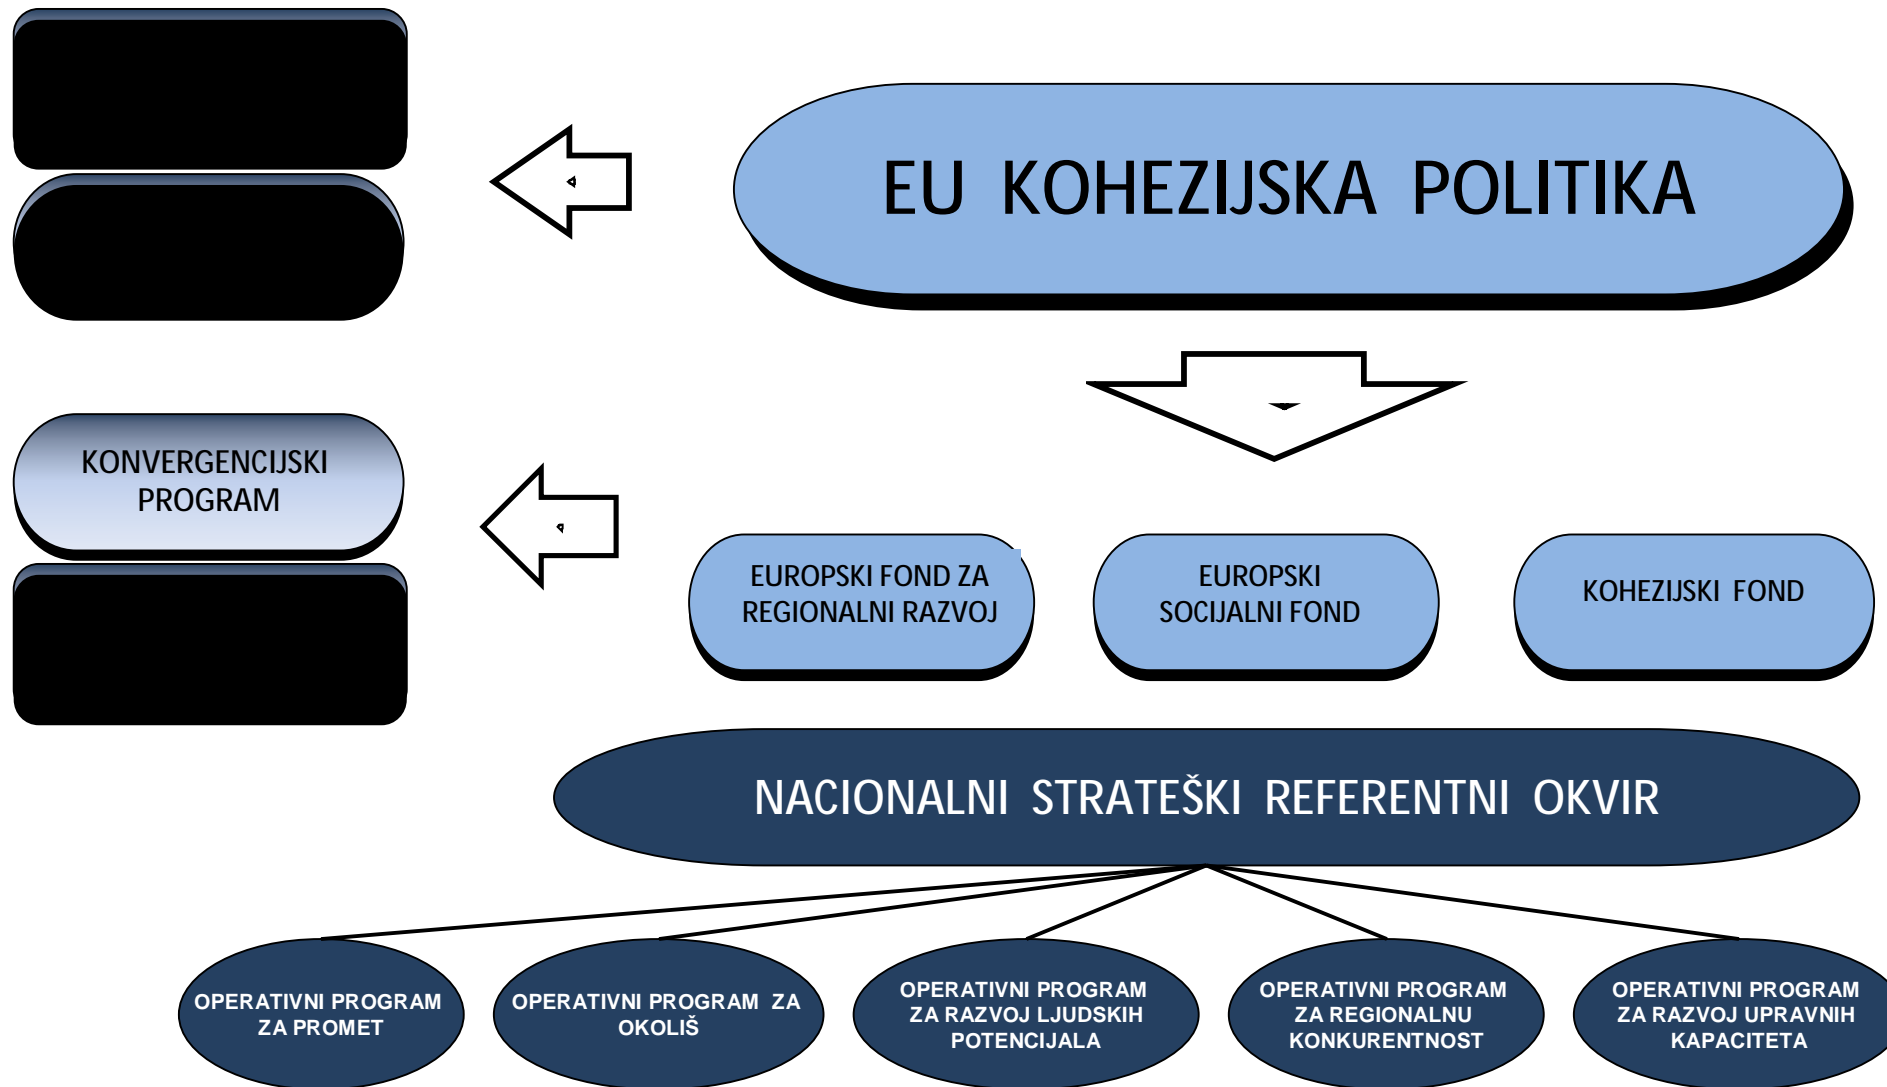 EU KOHEZIJSKA POLITIKA
KONVERGENCIJSKI
PROGRAM
EUROPSKI FOND ZA
REGIONALNI RAZVOJ
EUROPSKI
SOCIJALNI FOND
KOHEZIJSKI FOND
NACIONALNI STRATEŠKI REFERENTNI OKVIR
OPERATIVNI PROGRAM
ZA PROMET
OPERATIVNI PROGRAM ZA
OKOLIŠ
OPERATIVNI PROGRAM
ZA RAZVOJ LJUDSKIH
POTENCIJALA
OPERATIVNI PROGRAM
ZA REGIONALNU
KONKURENTNOST
OPERATIVNI PROGRAM
ZA RAZVOJ UPRAVNIH
KAPACITETA